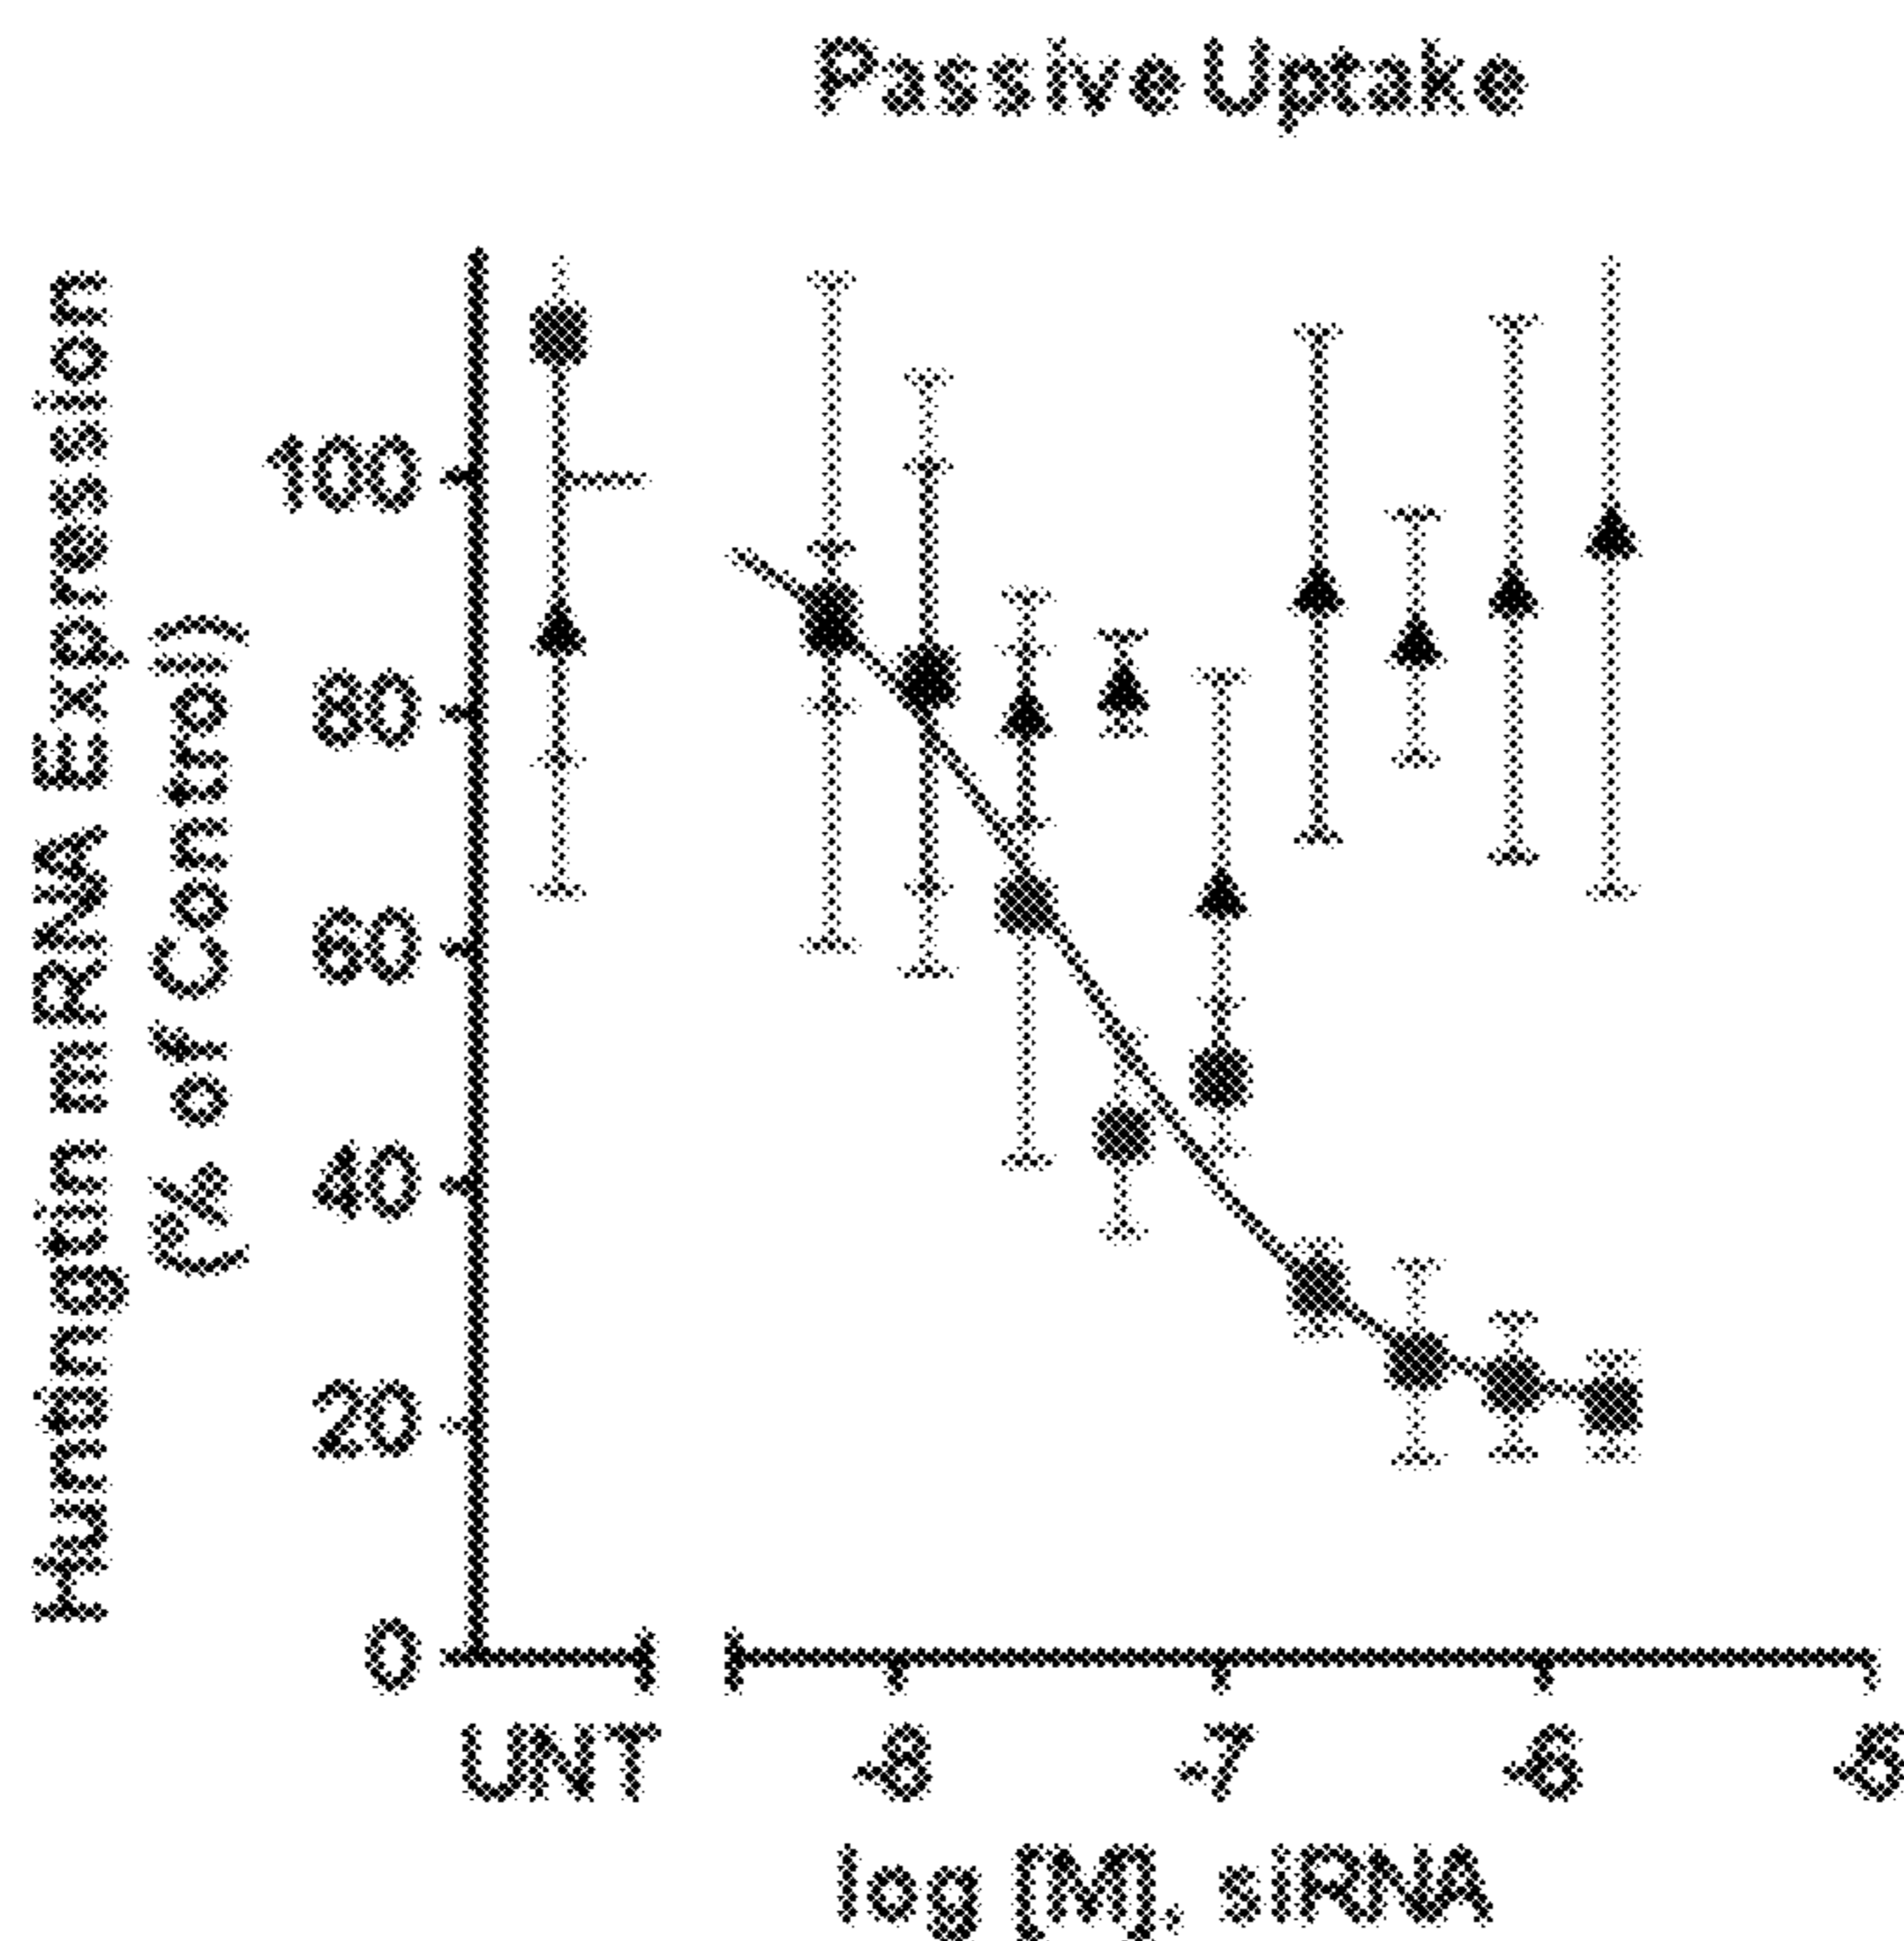 Passive Uptake
Huntingtin mRNA Expression
(% of Control)
100
80
60
40
20
0
UNT
-8
-7
-6
-5
log [M], siRNA